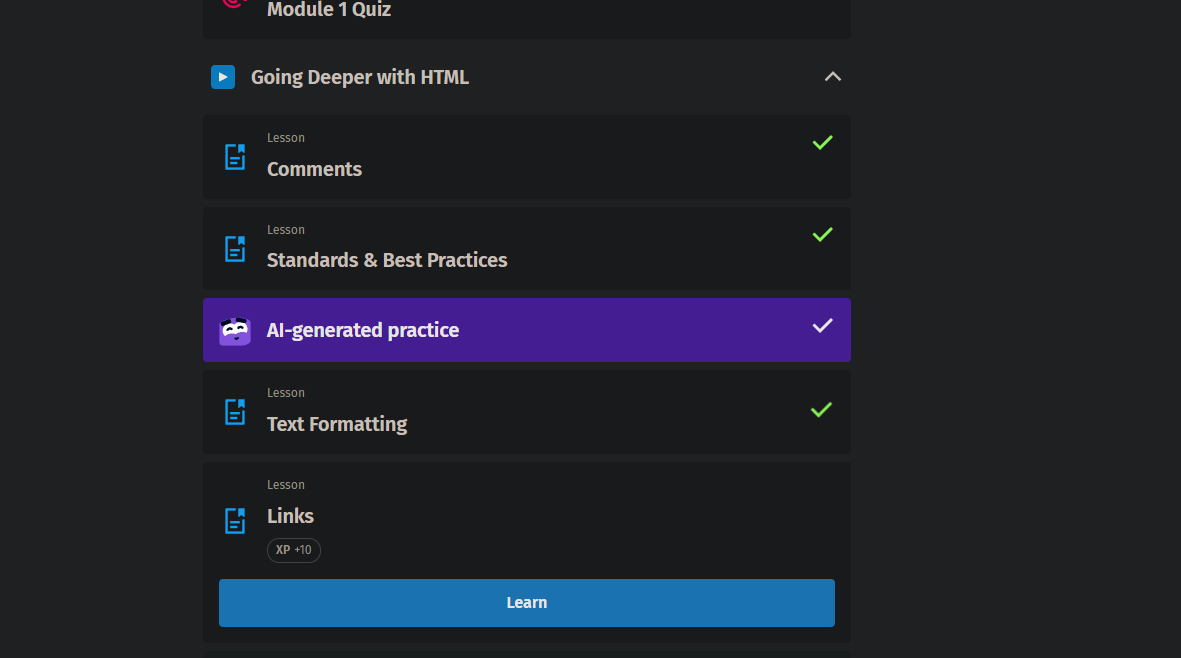 Module 1 Quiz
Going Deeper with HTML
Lesson
Comments
Lesson
Standards & Best Practices
AI-generated practice
Lesson
Text Formatting
Lesson
Links
XP +10
Learn